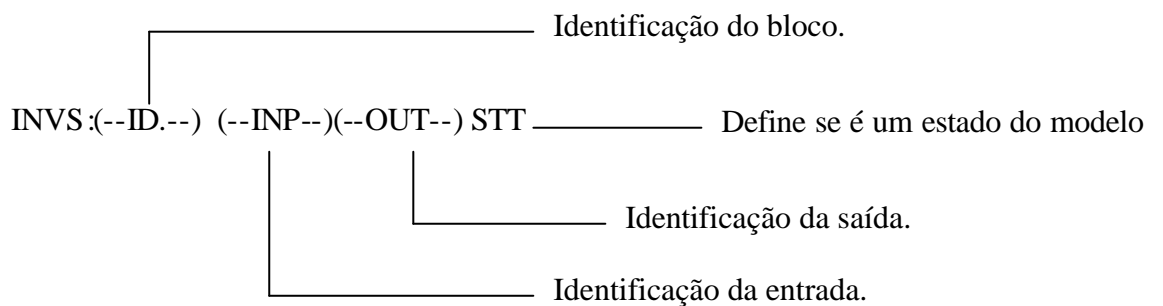 Identificação do bloco.
INVS:(--ID.--) (--INP--)(--OUT--) STT
Define se é um estado do modelo
Identificação da saída.
Identificação da entrada.